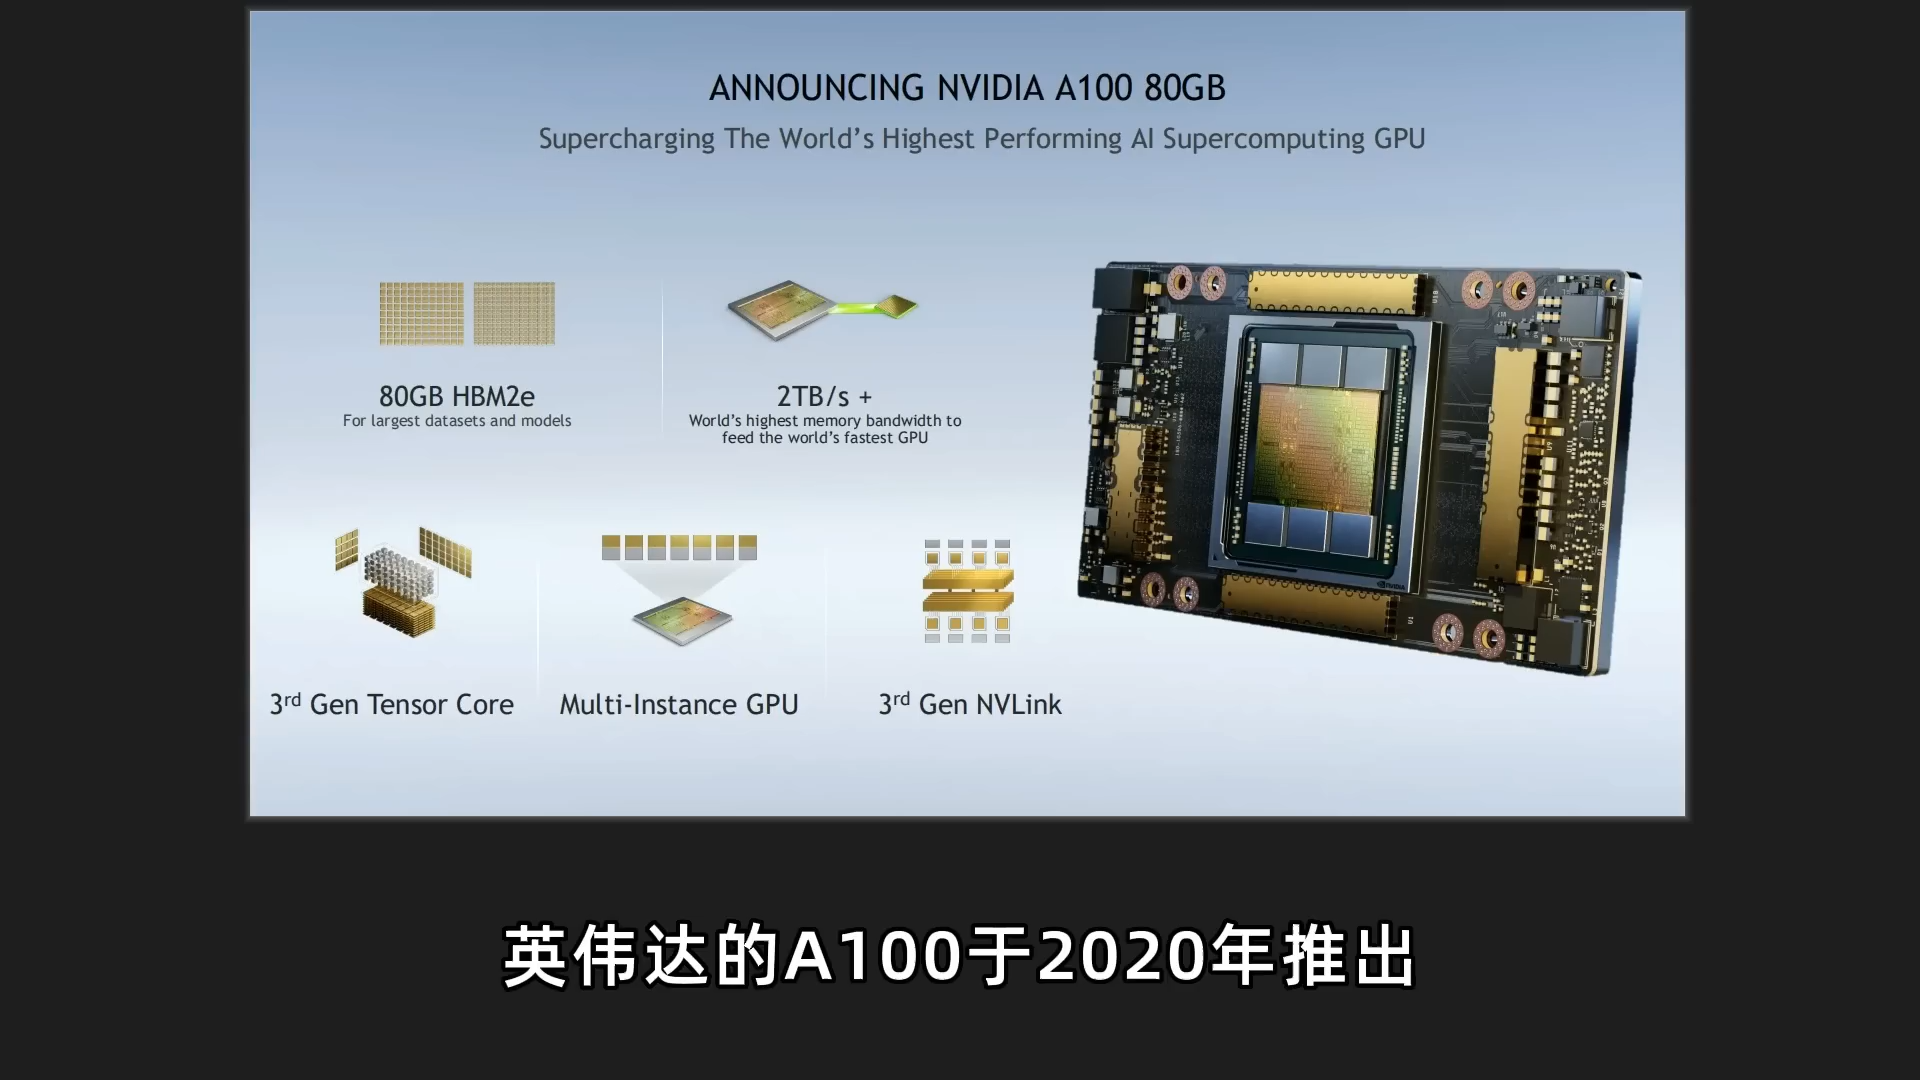 ANNOUNCING NVIDIA A100 80GB
Supercharging The World’s Highest Performing AI Supercomputing GPU
80GB HBM2e
For largest datasets and models
2TB/s +
World’s highest memory bandwidth to
feed the world’s fastest GPU
3rd Gen Tensor Core
Multi-Instance GPU
3rd Gen NVLink
NVIDIA
英伟达的A100于2020年推出